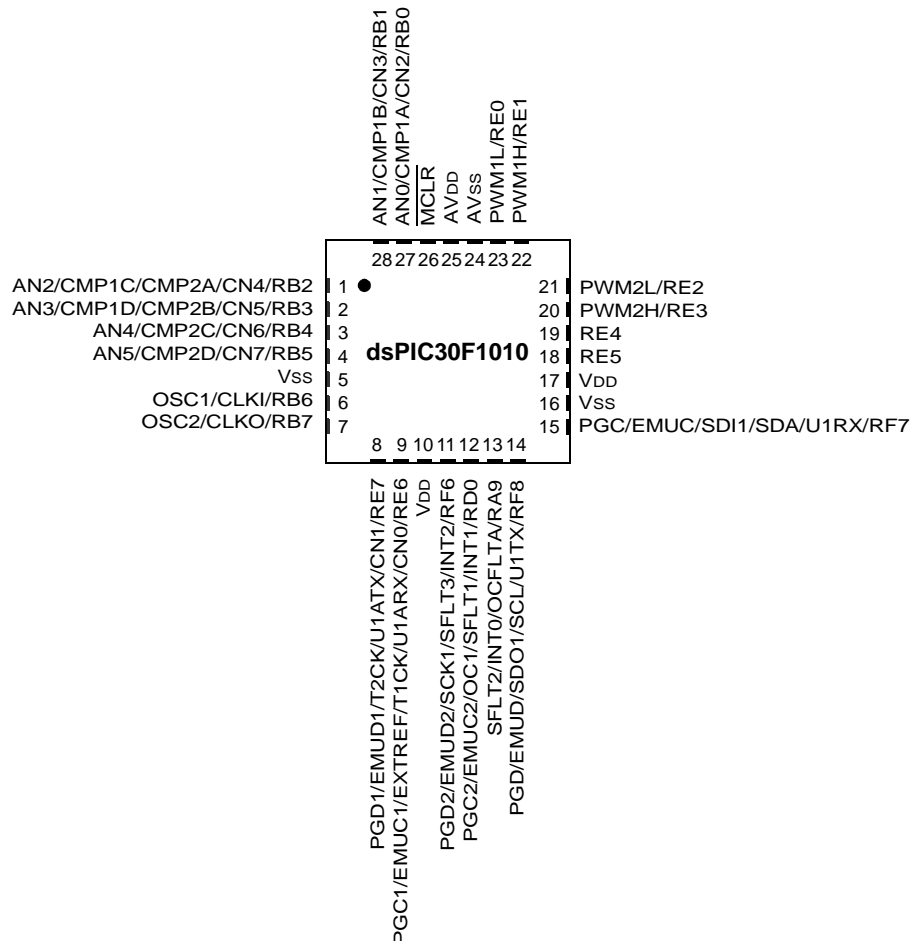 AN1/CMP1B/CN3/RB1
AN0/CMP1A/CN2/RB0
MCLR
AVDD
AVSS
PWM1L/RE0
PWM1H/RE1
28 27 26 25 24 23 22
AN2/CMP1C/CMP2A/CN4/RB2 1
AN3/CMP1D/CMP2B/CN5/RB3 2
AN4/CMP2C/CN6/RB4 3
AN5/CMP2D/CN7/RB5 4
VSS 5
OSC1/CLKI/RB6 6
OSC2/CLKO/RB7 7
dsPIC30F1010
21 PWM2L/RE2
20 PWM2H/RE3
19 RE4
18 RE5
17 VDD
16 VSS
15 PGC/EMUC/SDI1/SDA/U1RX/RF7
8 9 10 11 12 13 14
PGD1/EMUD1/T2CK/U1ATX/CN1/RE7
PGC1/EMUC1/EXTREF/T1CK/U1ARX/CN0/RE6
VDD
PGD2/EMUD2/SCK1/SFLT3/INT2/RF6
PGC2/EMUC2/OC1/SFLT1/INT1/RD0
SFLT2/INT0/OCFLTA/RA9
PGD/EMUD/SDO1/SCL/U1TX/RF8